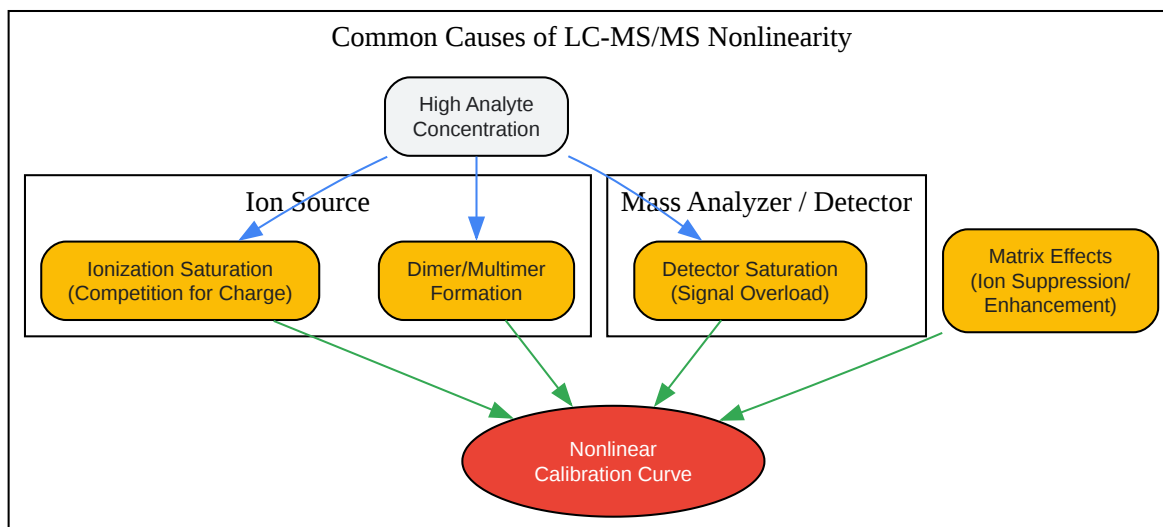 Common Causes of LC-MS/MS Nonlinearity
High Analyte
Concentration
Ion Source
Mass Analyzer / Detector
Ionization Saturation
(Competition for Charge)
Dimer/Multimer
Formation
Detector Saturation
(Signal Overload)
Matrix Effects
(Ion Suppression/
Enhancement)
Nonlinear
Calibration Curve